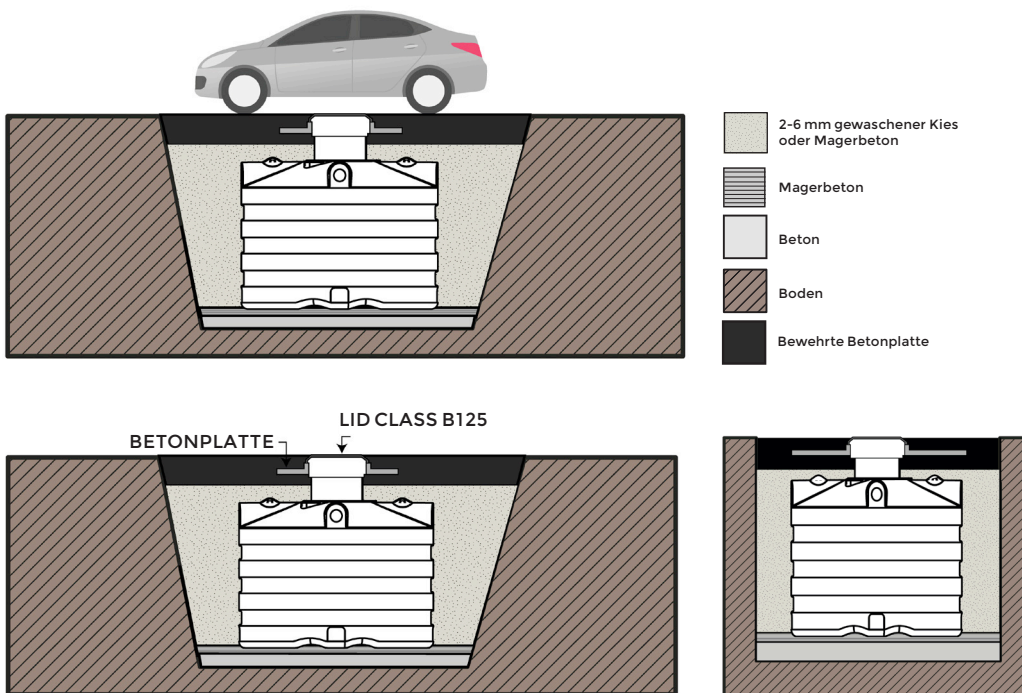 2-6 mm gewaschener Kies
oder Magerbeton
Magerbeton
Beton
Boden
Bewehrte Betonplatte
LID CLASS B125
BETONPLATTE